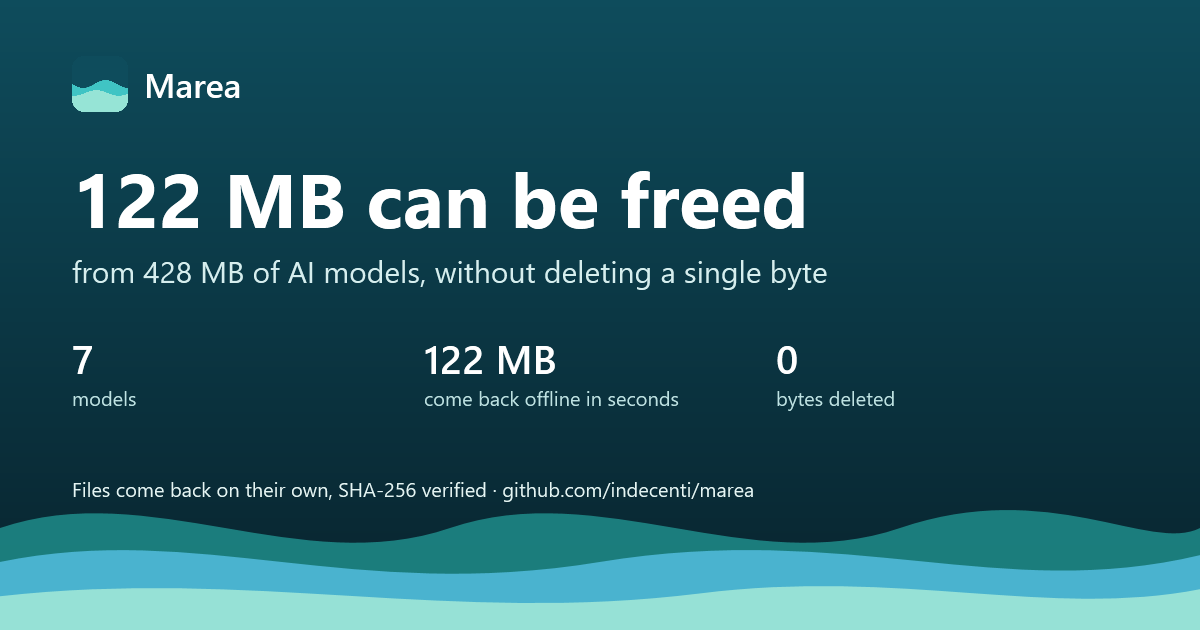 Marea
122 MB can be freed
from 428 MB of AI models, without deleting a single byte
7
models
122 MB
come back offline in seconds
0
bytes deleted
Files come back on their own, SHA-256 verified · github.com/indecenti/marea